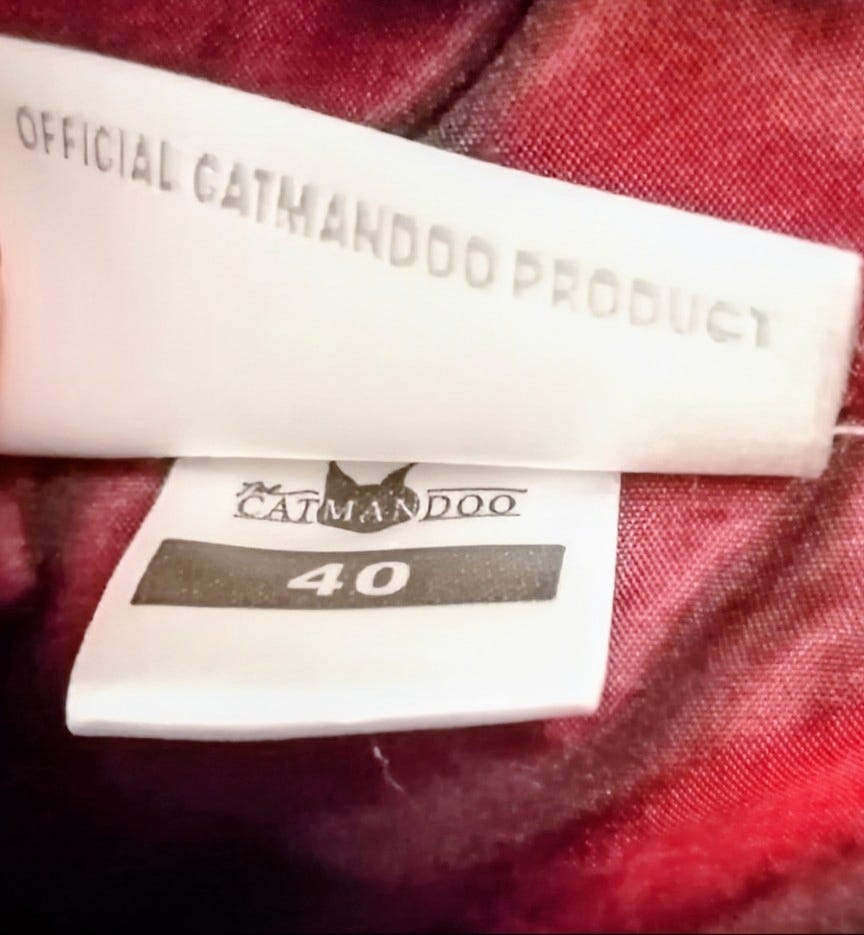 OFFICIAL CATMANDOO PRODUCT
The
CATMANDOO
40